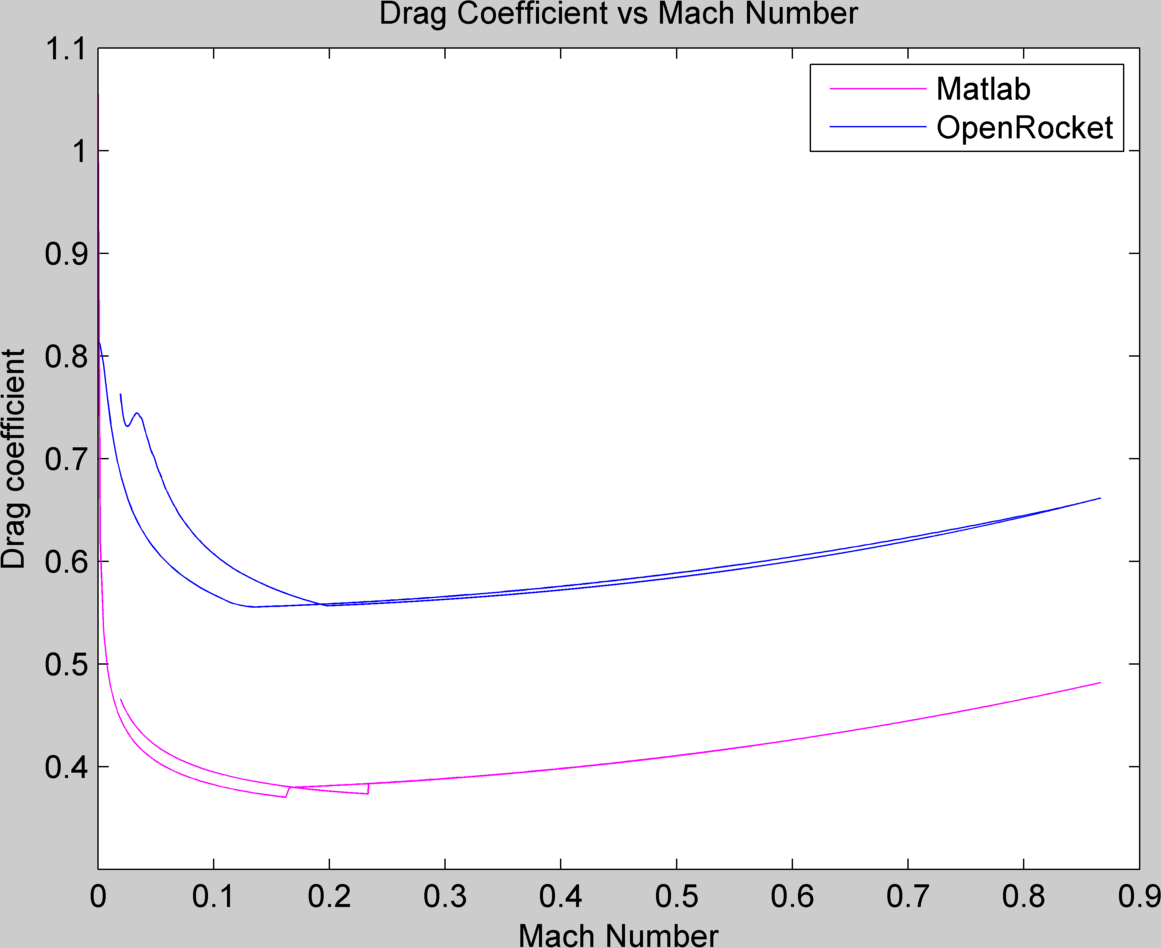 Drag Coefficient vs Mach Number
1.1
1
0.9
0.8
0.7
0.6
0.5
0.4
Drag coefficient
Matlab
OpenRocket
0 0.1 0.2 0.3 0.4 0.5 0.6 0.7 0.8 0.9
Mach Number